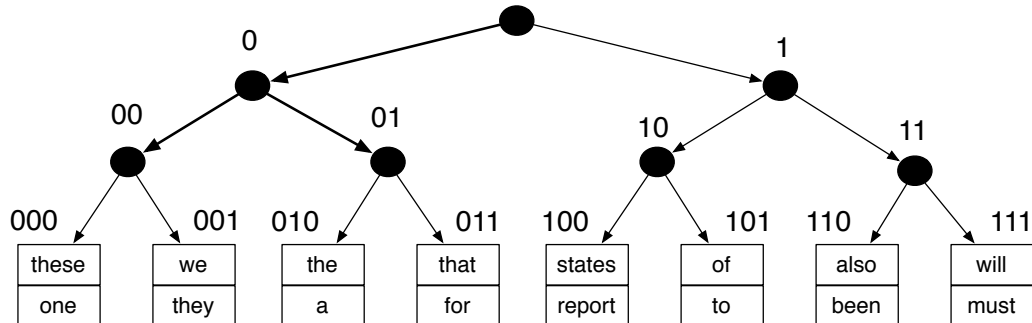 0 1
00 01 10 11
000 001 010 011 100 101 110 111
these we the that states of also will
one they a for report to been must